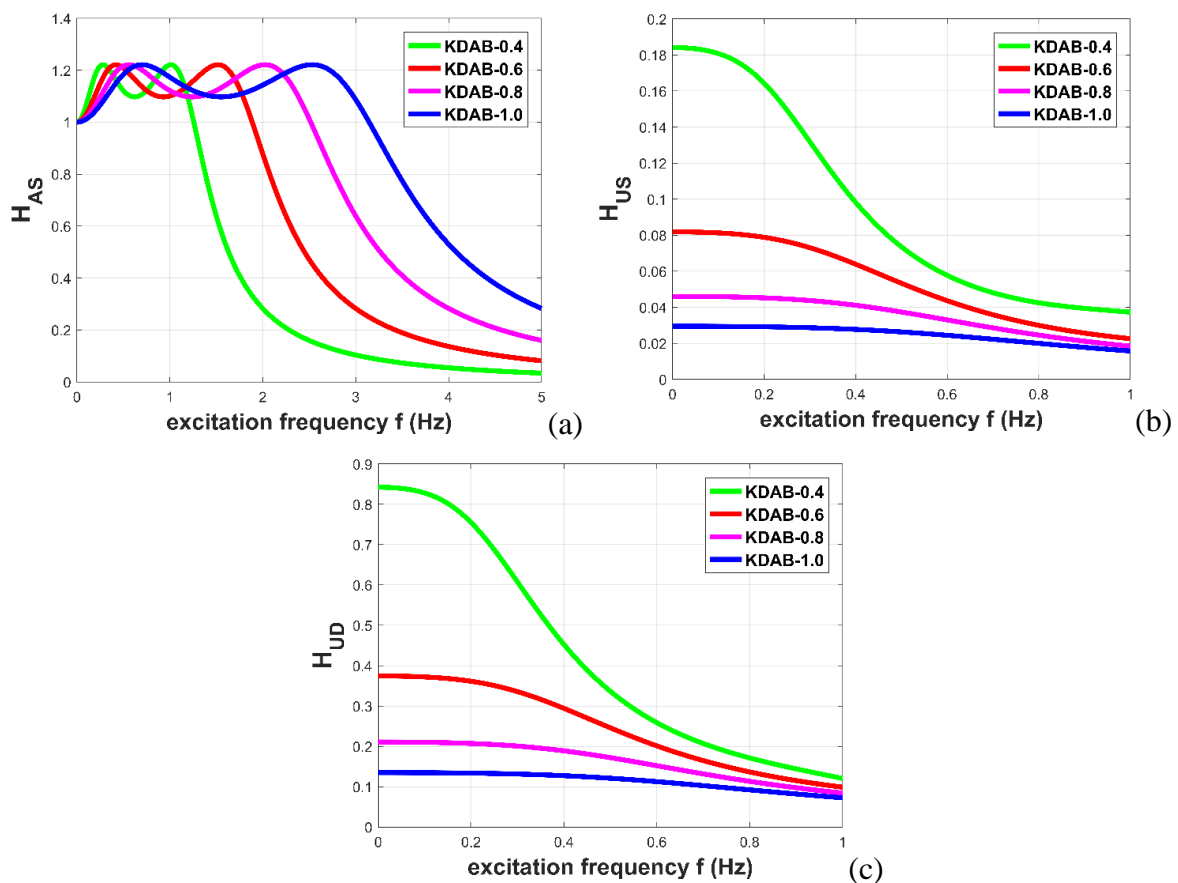 1.4
1.2
1
0.8
0.6
0.4
0.2
0
H_AS
KDAB-0.4
KDAB-0.6
KDAB-0.8
KDAB-1.0
0 1 2 3 4 5
excitation frequency f (Hz)
(a)
0.2
0.18
0.16
0.14
0.12
0.1
0.08
0.06
0.04
0.02
0
H_US
KDAB-0.4
KDAB-0.6
KDAB-0.8
KDAB-1.0
0 0.2 0.4 0.6 0.8 1
excitation frequency f (Hz)
(b)
0.9
0.8
0.7
0.6
0.5
0.4
0.3
0.2
0.1
0
H_UD
KDAB-0.4
KDAB-0.6
KDAB-0.8
KDAB-1.0
0 0.2 0.4 0.6 0.8 1
excitation frequency f (Hz)
(c)